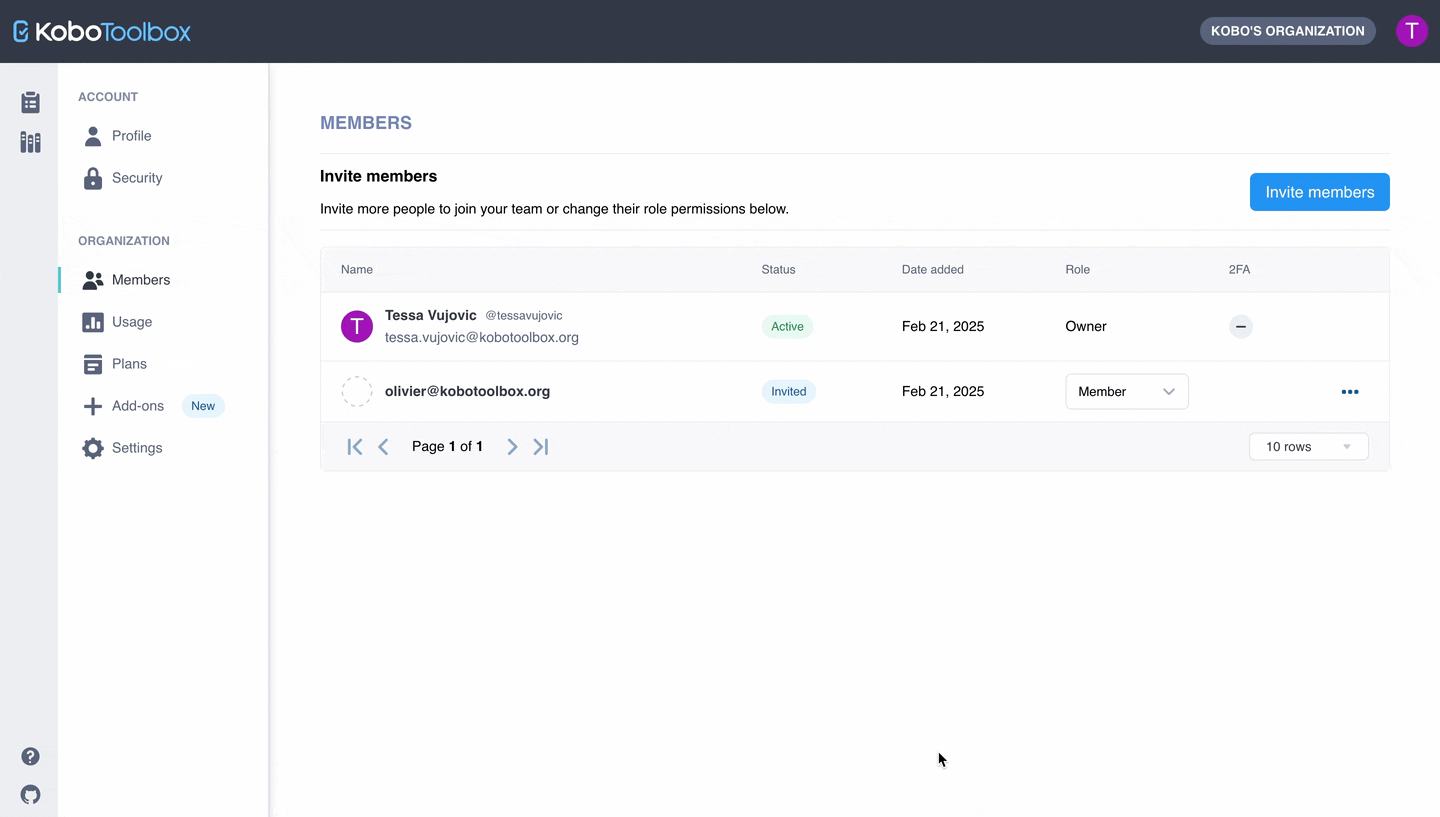 KoboToolbox
KOBO'S ORGANIZATION
T
ACCOUNT
Profile
Security
ORGANIZATION
Members
Usage
Plans
Add-ons New
Settings
MEMBERS
Invite members
Invite more people to join your team or change their role permissions below.
Invite members
Name Status Date added Role 2FA
T
Tessa Vujovic @tessavujovic
tessa.vujovic@kobotoolbox.org
Active Feb 21, 2025 Owner
olivier@kobotoolbox.org Invited Feb 21, 2025 Member
Page 1 of 1 10 rows
?